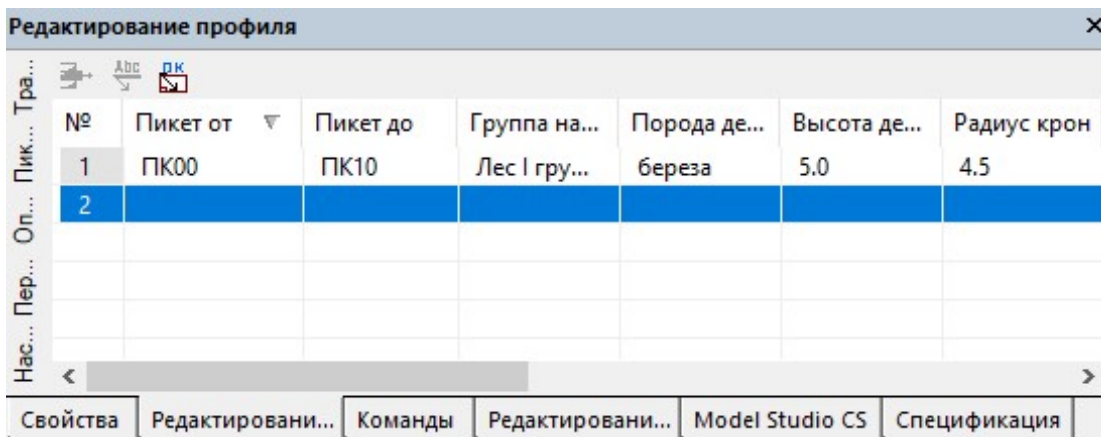 Редактирование профиля
Abc
ПК
Тра...
Пик...
Оп...
Пер...
Нас...
№ Пикет от Пикет до Группа на... Порода де... Высота де... Радиус крон
1 ПК00 ПК10 Лес I гру... береза 5.0 4.5
2
Свойства Редактировани... Команды Редактировани... Model Studio CS Спецификация